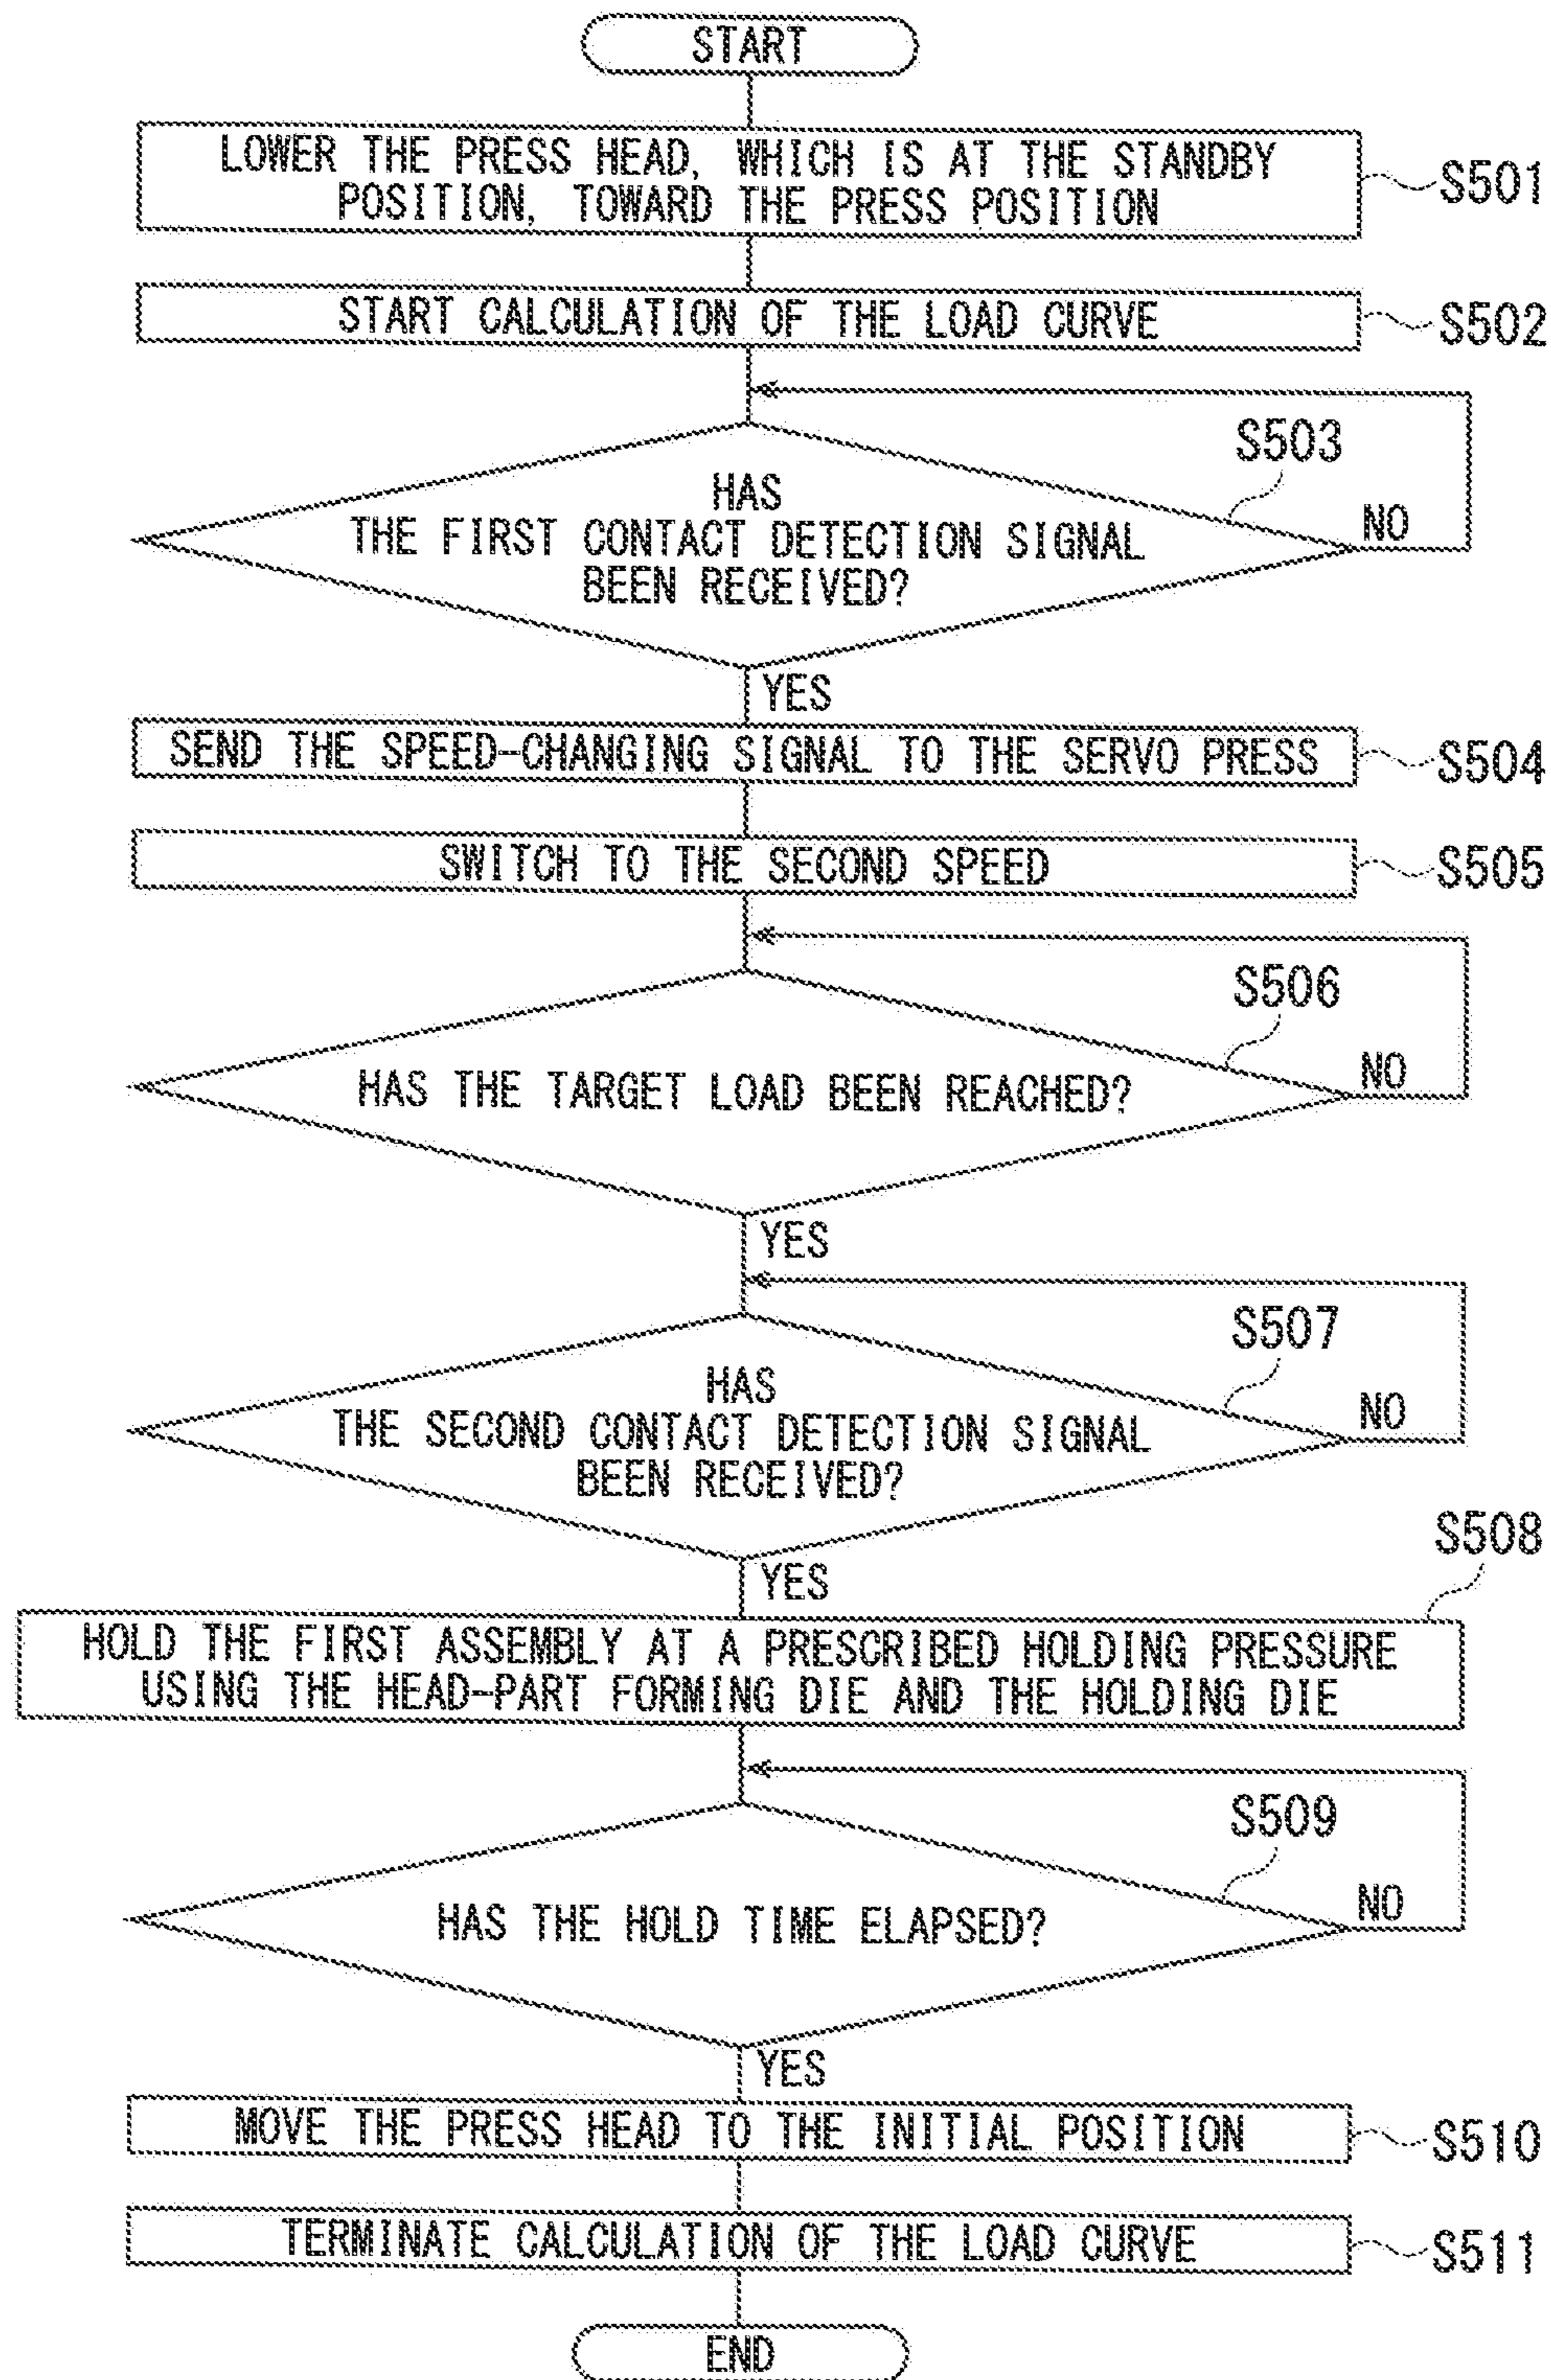 START
LOWER THE PRESS HEAD, WHICH IS AT THE STANDBY
POSITION, TOWARD THE PRESS POSITION
S501
START CALCULATION OF THE LOAD CURVE
S502
S503
HAS
THE FIRST CONTACT DETECTION SIGNAL
BEEN RECEIVED?
NO
YES
SEND THE SPEED-CHANGING SIGNAL TO THE SERVO PRESS
S504
SWITCH TO THE SECOND SPEED
S505
S506
HAS THE TARGET LOAD BEEN REACHED?
NO
YES
S507
HAS
THE SECOND CONTACT DETECTION SIGNAL
BEEN RECEIVED?
NO
YES
S508
HOLD THE FIRST ASSEMBLY AT A PRESCRIBED HOLDING PRESSURE
USING THE HEAD-PART FORMING DIE AND THE HOLDING DIE
S509
HAS THE HOLD TIME ELAPSED?
NO
YES
MOVE THE PRESS HEAD TO THE INITIAL POSITION
S510
TERMINATE CALCULATION OF THE LOAD CURVE
S511
END